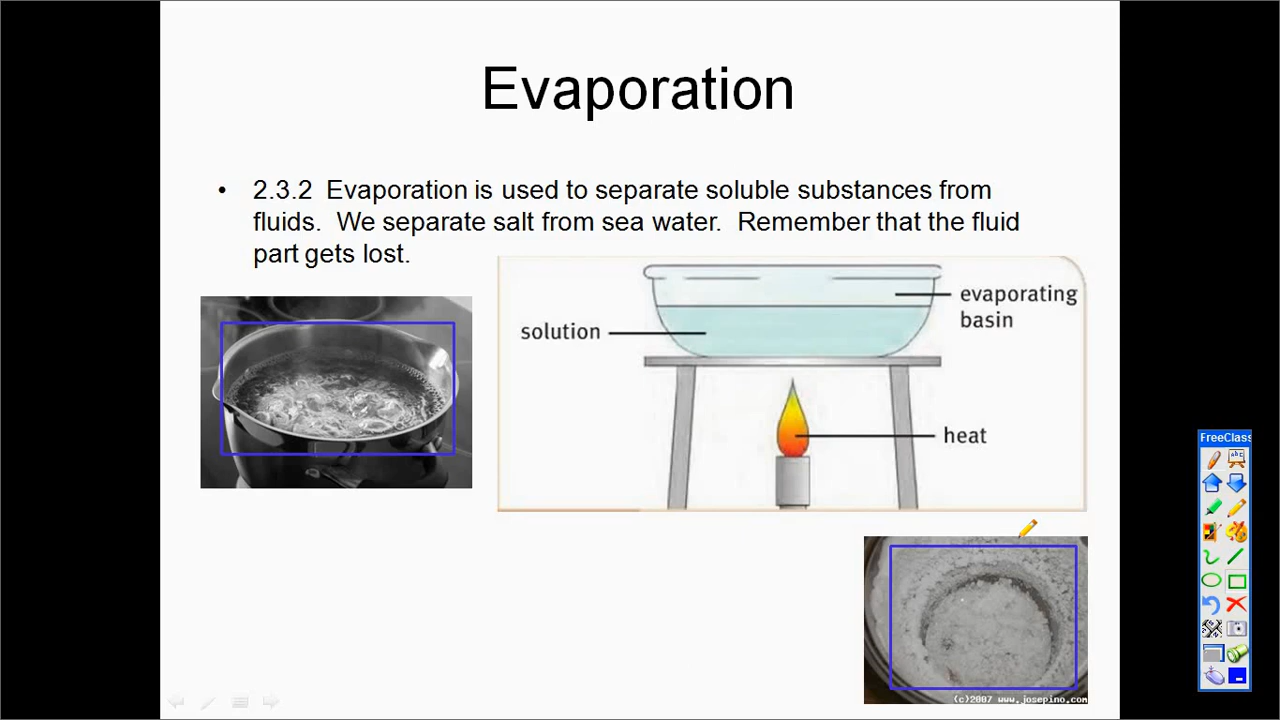 Evaporation
• 2.3.2 Evaporation is used to separate soluble substances from
fluids. We separate salt from sea water. Remember that the fluid
part gets lost.
evaporating
basin
solution
heat
FreeClass
(c)2007 www.josepino.com